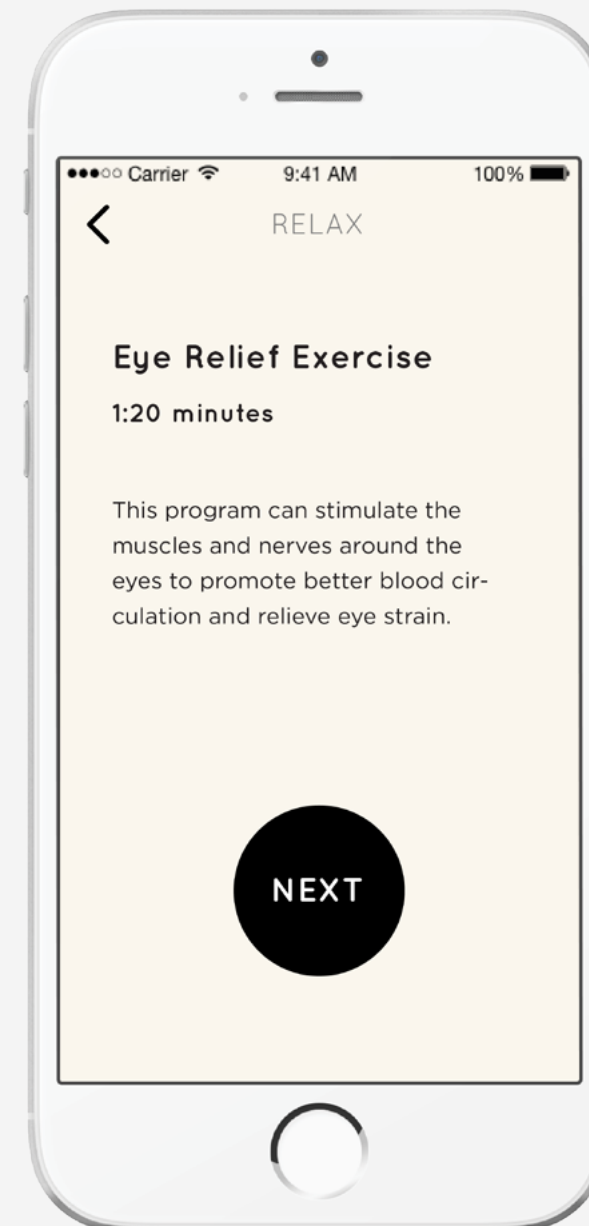 Carrier 9:41 AM 100%
RELAX
Eye Relief Exercise
1:20 minutes
This program can stimulate the
muscles and nerves around the
eyes to promote better blood cir-
culation and relieve eye strain.
NEXT